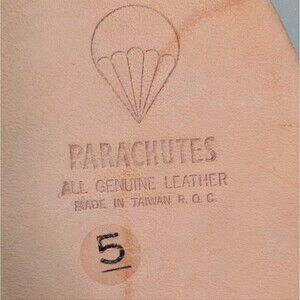 PARACHUTES
ALL GENUINE LEATHER
MADE IN TAIWAN R.O.C.
5